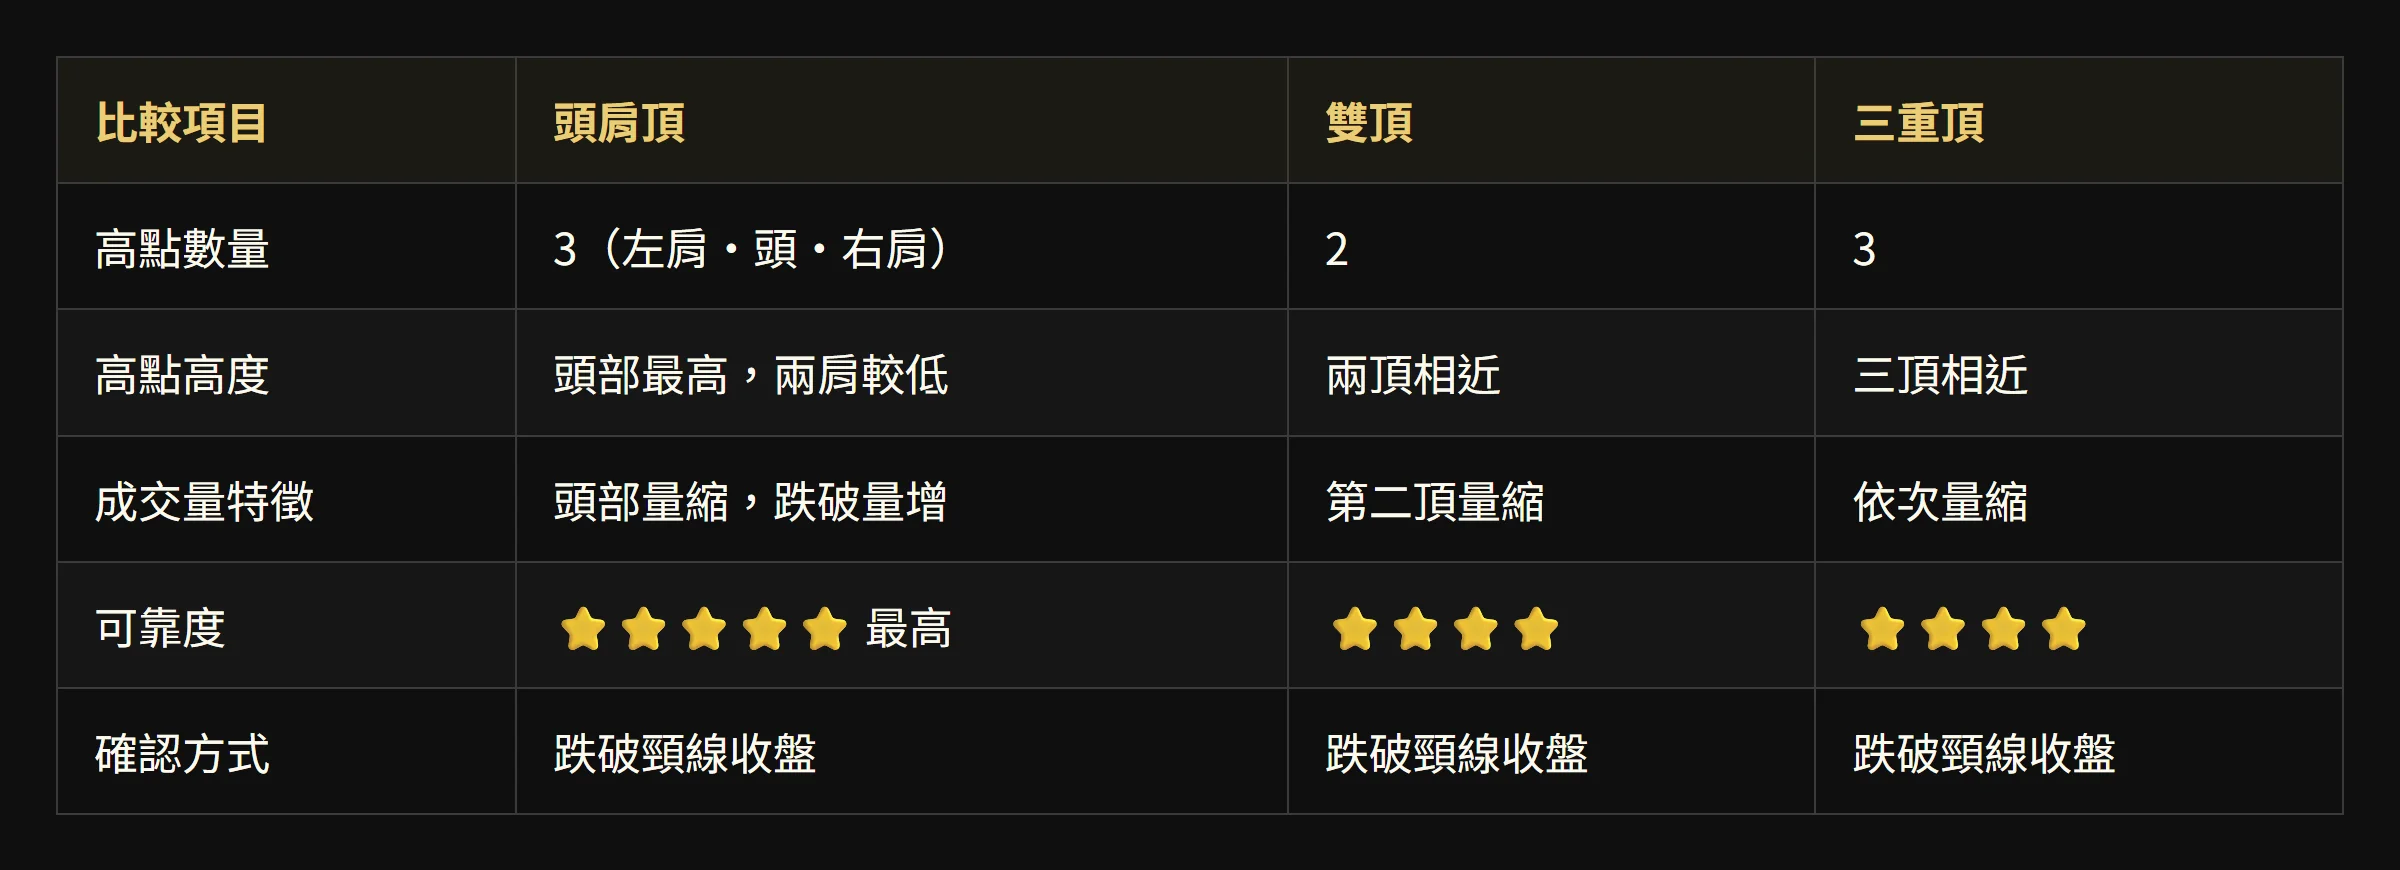 比較項目 頭肩頂 雙頂 三重頂
高點數量 3（左肩・頭・右肩） 2 3
高點高度 頭部最高，兩肩較低 兩頂相近 三頂相近
成交量特徵 頭部量縮，跌破量增 第二頂量縮 依次量縮
可靠度 ⭐⭐⭐⭐⭐ 最高 ⭐⭐⭐⭐ ⭐⭐⭐⭐
確認方式 跌破頸線收盤 跌破頸線收盤 跌破頸線收盤